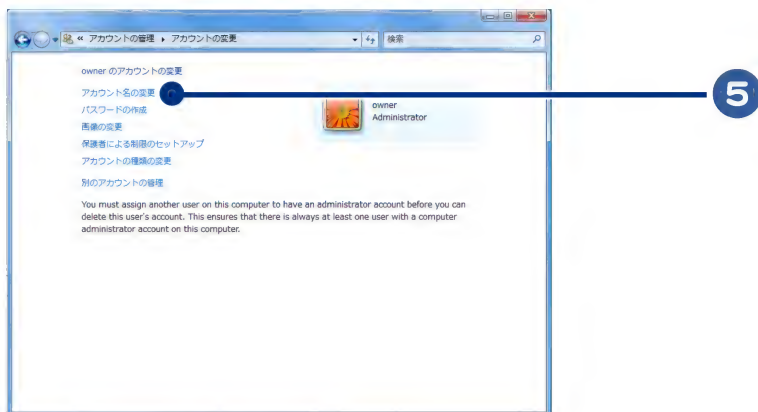 « アカウントの管理 ▸ アカウントの変更
検索
owner のアカウントの変更
アカウント名の変更
パスワードの作成
画像の変更
保護者による制限のセットアップ
アカウントの種類の変更
別のアカウントの管理
owner
Administrator
You must assign another user on this computer to have an administrator account before you can
delete this user's account. This ensures that there is always at least one user with a computer
administrator account on this computer.
5